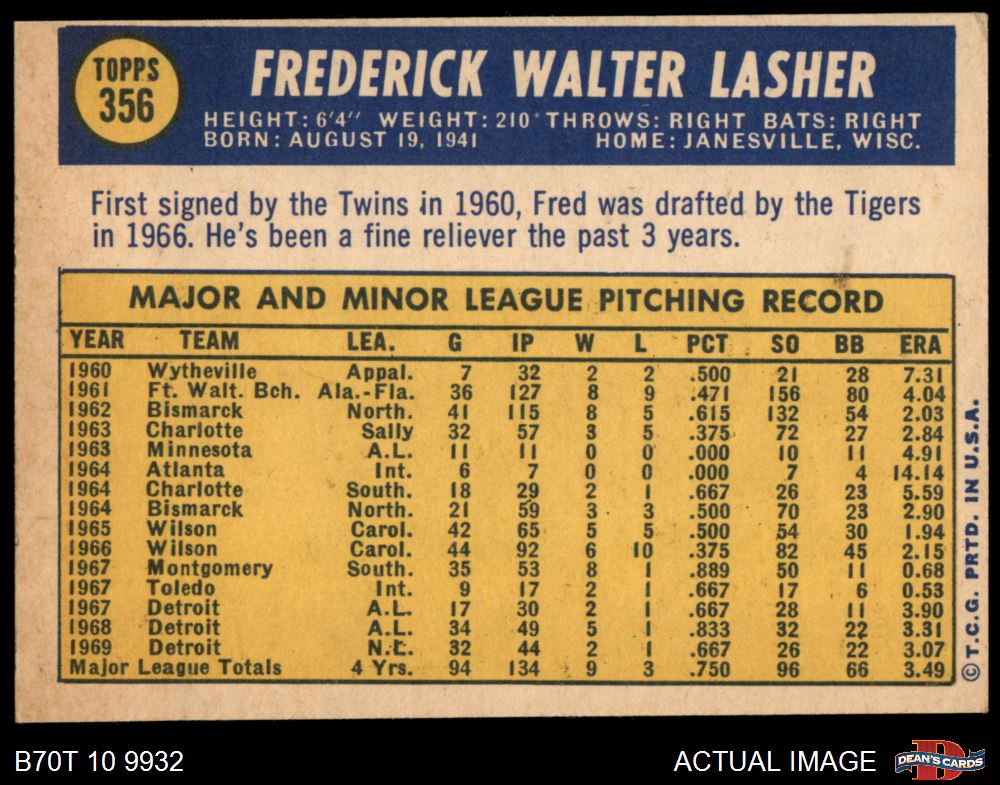 TOPPS
356
FREDERICK WALTER LASHER
HEIGHT: 6'4" WEIGHT: 210 THROWS: RIGHT BATS: RIGHT
BORN: AUGUST 19, 1941 HOME: JANESVILLE, WISC.
First signed by the Twins in 1960, Fred was drafted by the Tigers
in 1966. He's been a fine reliever the past 3 years.
MAJOR AND MINOR LEAGUE PITCHING RECORD
YEAR TEAM LEA. G IP W L PCT SO BB ERA
1960 Wytheville Appal. 7 32 2 2 .500 21 28 7.31
1961 Ft. Walt. Bch. Ala.-Fla. 36 127 8 9 .471 156 80 4.04
1962 Bismarck North. 41 115 8 5 .615 132 54 2.03
1963 Charlotte Sally 32 57 3 5 .375 72 27 2.84
1963 Minnesota A.L. 11 11 0 0 .000 10 11 4.91
1964 Atlanta Int. 6 7 0 0 .000 7 4 14.14
1964 Charlotte South. 18 29 2 1 .667 26 23 5.59
1964 Bismarck North. 21 59 3 3 .500 70 23 2.90
1965 Wilson Carol. 42 65 5 5 .500 54 30 1.94
1966 Wilson Carol. 44 92 6 10 .375 82 45 2.15
1967 Montgomery South. 35 53 8 1 .889 50 11 0.68
1967 Toledo Int. 9 17 2 1 .667 17 6 0.53
1967 Detroit A.L. 17 30 2 1 .667 28 11 3.90
1968 Detroit A.L. 34 49 5 1 .833 32 22 3.31
1969 Detroit N.L. 32 44 2 1 .667 26 22 3.07
Major League Totals 4 Yrs. 94 134 9 3 .750 96 66 3.49
© T.C.G. PRTD. IN U.S.A.
B70T 10 9932 ACTUAL IMAGE
D
DEAN'S CARDS